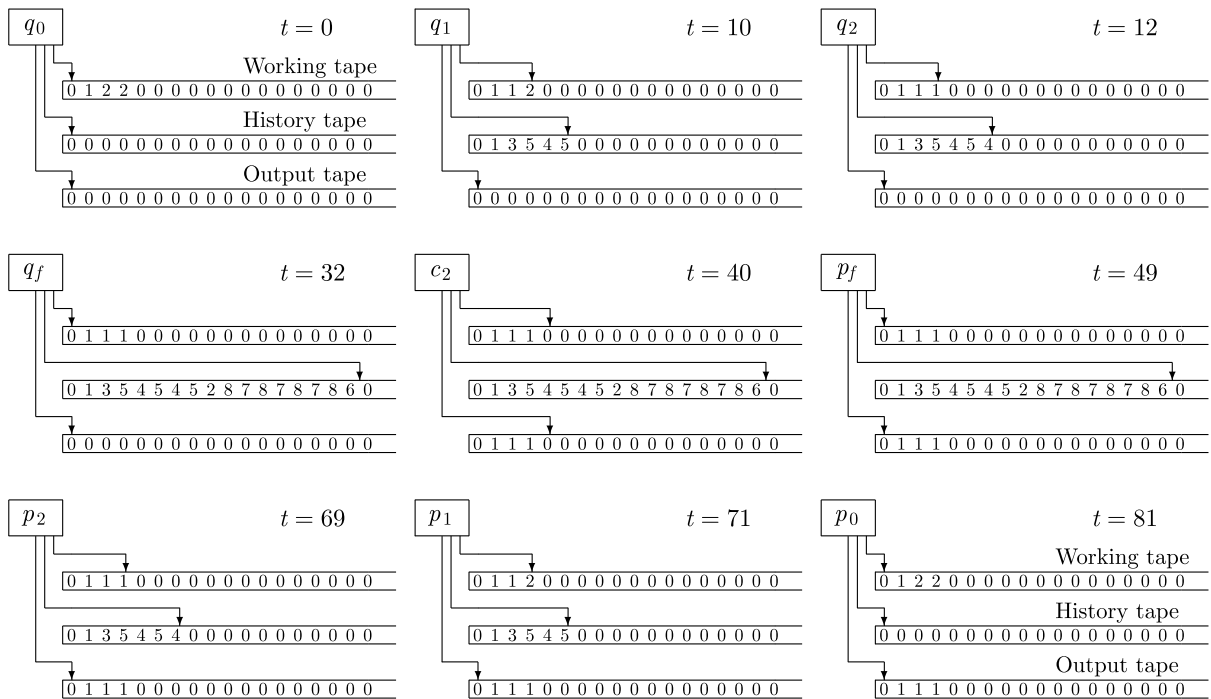 q0 t = 0
Working tape
0 1 2 2 0 0 0 0 0 0 0 0 0 0 0 0 0 0
History tape
0 0 0 0 0 0 0 0 0 0 0 0 0 0 0 0 0 0
Output tape
0 0 0 0 0 0 0 0 0 0 0 0 0 0 0 0 0 0
q1 t = 10
0 1 1 2 0 0 0 0 0 0 0 0 0 0 0 0 0 0
0 1 3 5 4 5 0 0 0 0 0 0 0 0 0 0 0 0
0 0 0 0 0 0 0 0 0 0 0 0 0 0 0 0 0 0
q2 t = 12
0 1 1 1 0 0 0 0 0 0 0 0 0 0 0 0 0 0
0 1 3 5 4 5 4 0 0 0 0 0 0 0 0 0 0 0
0 0 0 0 0 0 0 0 0 0 0 0 0 0 0 0 0 0
qf t = 32
0 1 1 1 0 0 0 0 0 0 0 0 0 0 0 0 0 0
0 1 3 5 4 5 4 5 2 8 7 8 7 8 7 8 6 0
0 0 0 0 0 0 0 0 0 0 0 0 0 0 0 0 0 0
c2 t = 40
0 1 1 1 0 0 0 0 0 0 0 0 0 0 0 0 0 0
0 1 3 5 4 5 4 5 2 8 7 8 7 8 7 8 6 0
0 1 1 1 0 0 0 0 0 0 0 0 0 0 0 0 0 0
pf t = 49
0 1 1 1 0 0 0 0 0 0 0 0 0 0 0 0 0 0
0 1 3 5 4 5 4 5 2 8 7 8 7 8 7 8 6 0
0 1 1 1 0 0 0 0 0 0 0 0 0 0 0 0 0 0
p2 t = 69
0 1 1 1 0 0 0 0 0 0 0 0 0 0 0 0 0 0
0 1 3 5 4 5 4 0 0 0 0 0 0 0 0 0 0 0
0 1 1 1 0 0 0 0 0 0 0 0 0 0 0 0 0 0
p1 t = 71
0 1 1 2 0 0 0 0 0 0 0 0 0 0 0 0 0 0
0 1 3 5 4 5 0 0 0 0 0 0 0 0 0 0 0 0
0 1 1 1 0 0 0 0 0 0 0 0 0 0 0 0 0 0
p0 t = 81
Working tape
0 1 2 2 0 0 0 0 0 0 0 0 0 0 0 0 0 0
History tape
0 0 0 0 0 0 0 0 0 0 0 0 0 0 0 0 0 0
Output tape
0 1 1 1 0 0 0 0 0 0 0 0 0 0 0 0 0 0